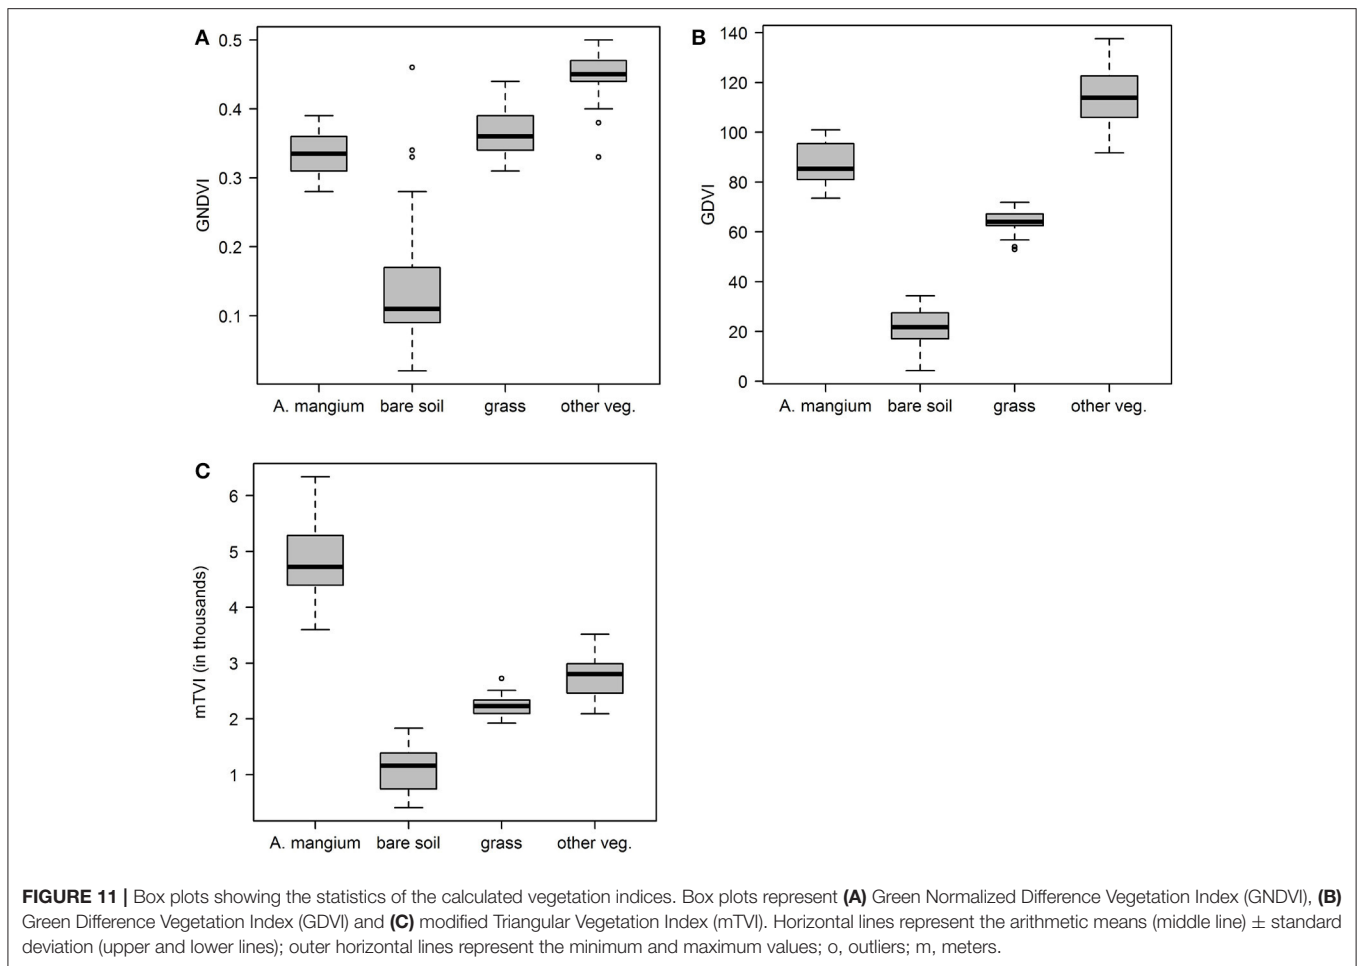 A
GNDVI
0.5
0.4
0.3
0.2
0.1
A. mangium bare soil grass other veg.
B
GDVI
140
120
100
80
60
40
20
0
A. mangium bare soil grass other veg.
C
mTVI (in thousands)
6
5
4
3
2
1
A. mangium bare soil grass other veg.
FIGURE 11 | Box plots showing the statistics of the calculated vegetation indices. Box plots represent (A) Green Normalized Difference Vegetation Index (GNDVI), (B)
Green Difference Vegetation Index (GDVI) and (C) modified Triangular Vegetation Index (mTVI). Horizontal lines represent the arithmetic means (middle line) ± standard
deviation (upper and lower lines); outer horizontal lines represent the minimum and maximum values; o, outliers; m, meters.